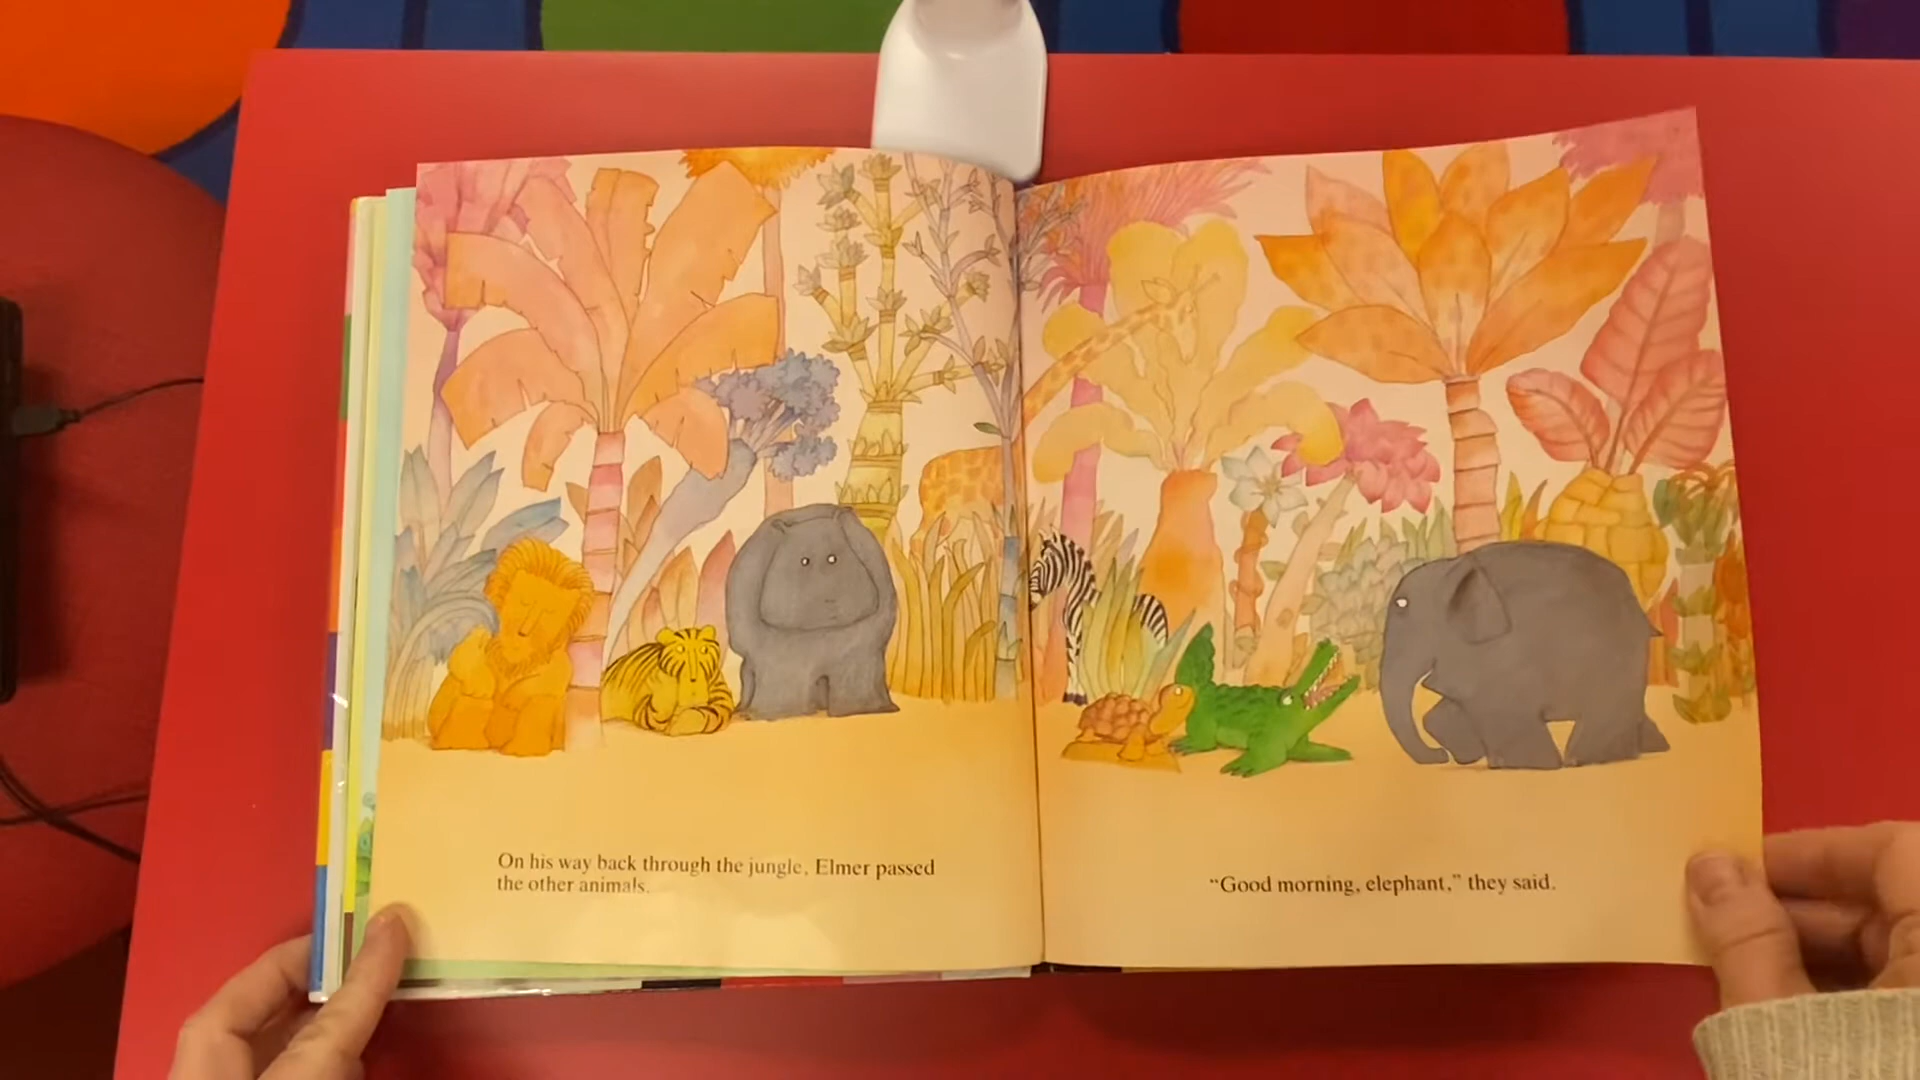 On his way back through the jungle, Elmer passed
the other animals.
“Good morning, elephant,” they said.